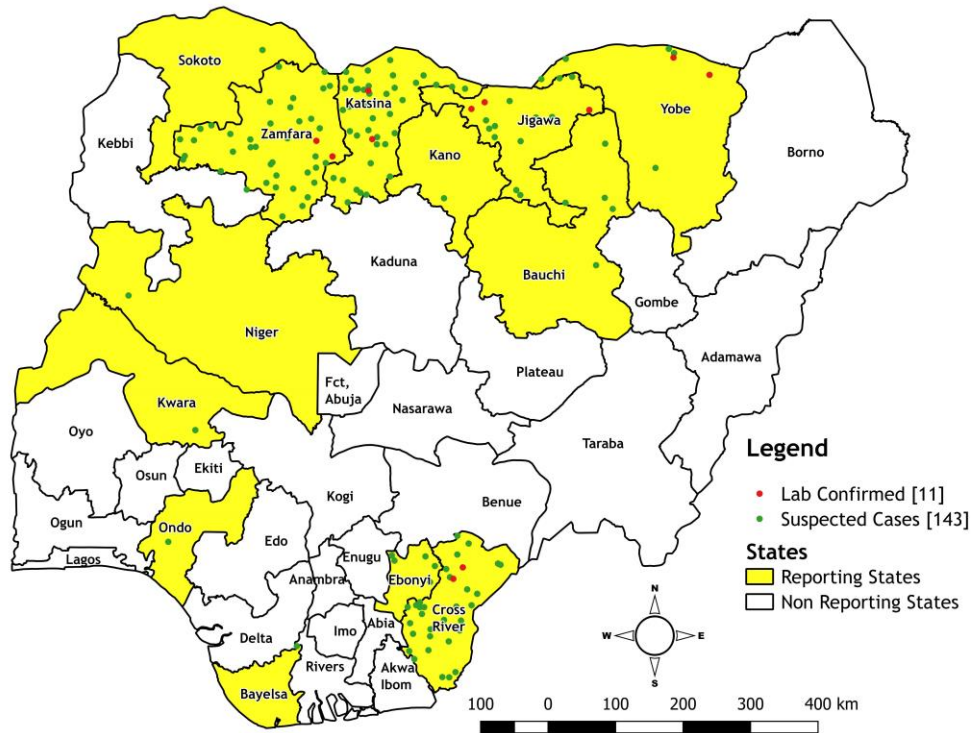 Sokoto
Katsina
Yobe
Jigawa
Zamfara
Kebbi
Borno
Kano
Kaduna
Bauchi
Gombe
Niger
Adamawa
Plateau
Fct,
Abuja
Kwara
Nasarawa
Oyo
Taraba
Legend
Ekiti
Osun
Lab Confirmed [11]
Kogi
Benue
Suspected Cases [143]
Ogun
Ondo
Edo
States
Lagos
Enugu
Reporting States
Anambra
Ebonyi
Non Reporting States
N
Cross
River
Abia
Imo
Delta
W
E
Rivers
Akwa
Ibom
S
Bayelsa
100
0
100
200
300
400 km